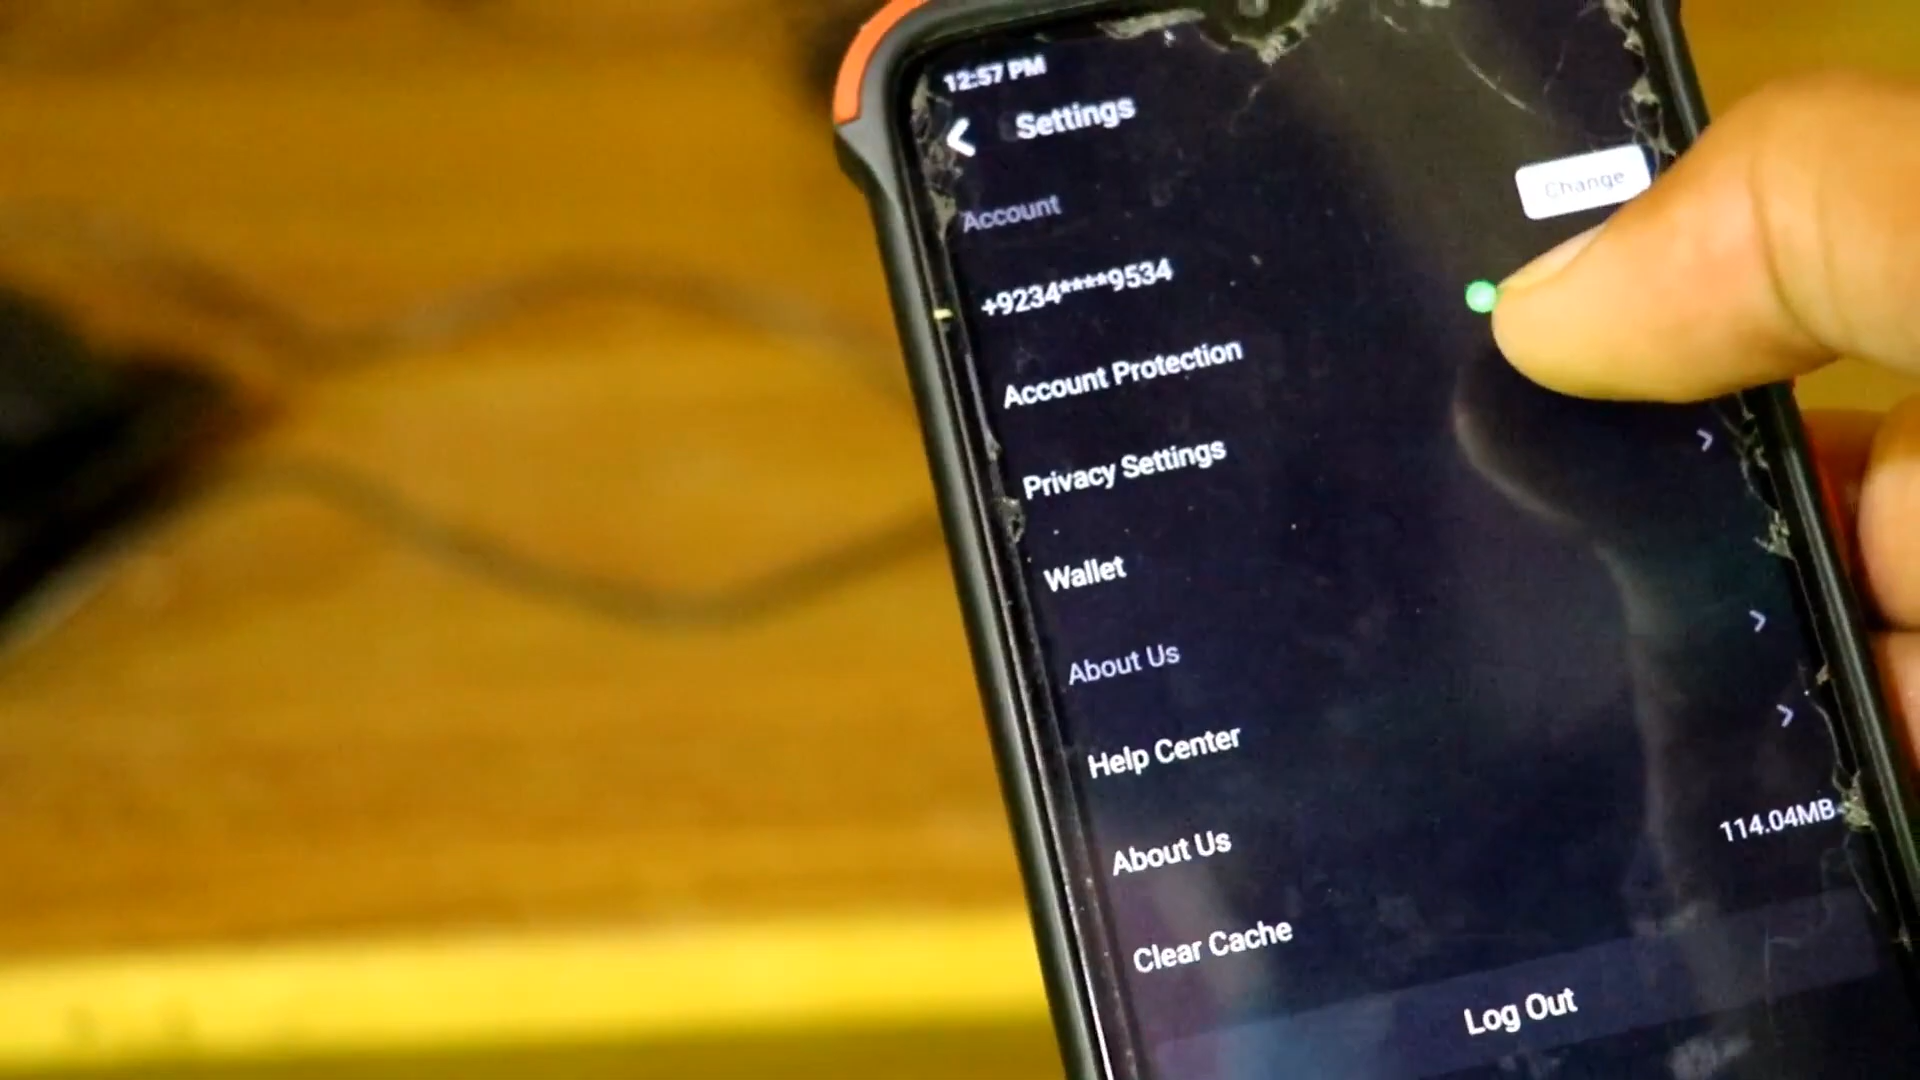 12:57 PM
Settings
Account
Change
+9234****9534
Account Protection
Privacy Settings
Wallet
About Us
Help Center
About Us
114.04MB
Clear Cache
Log Out